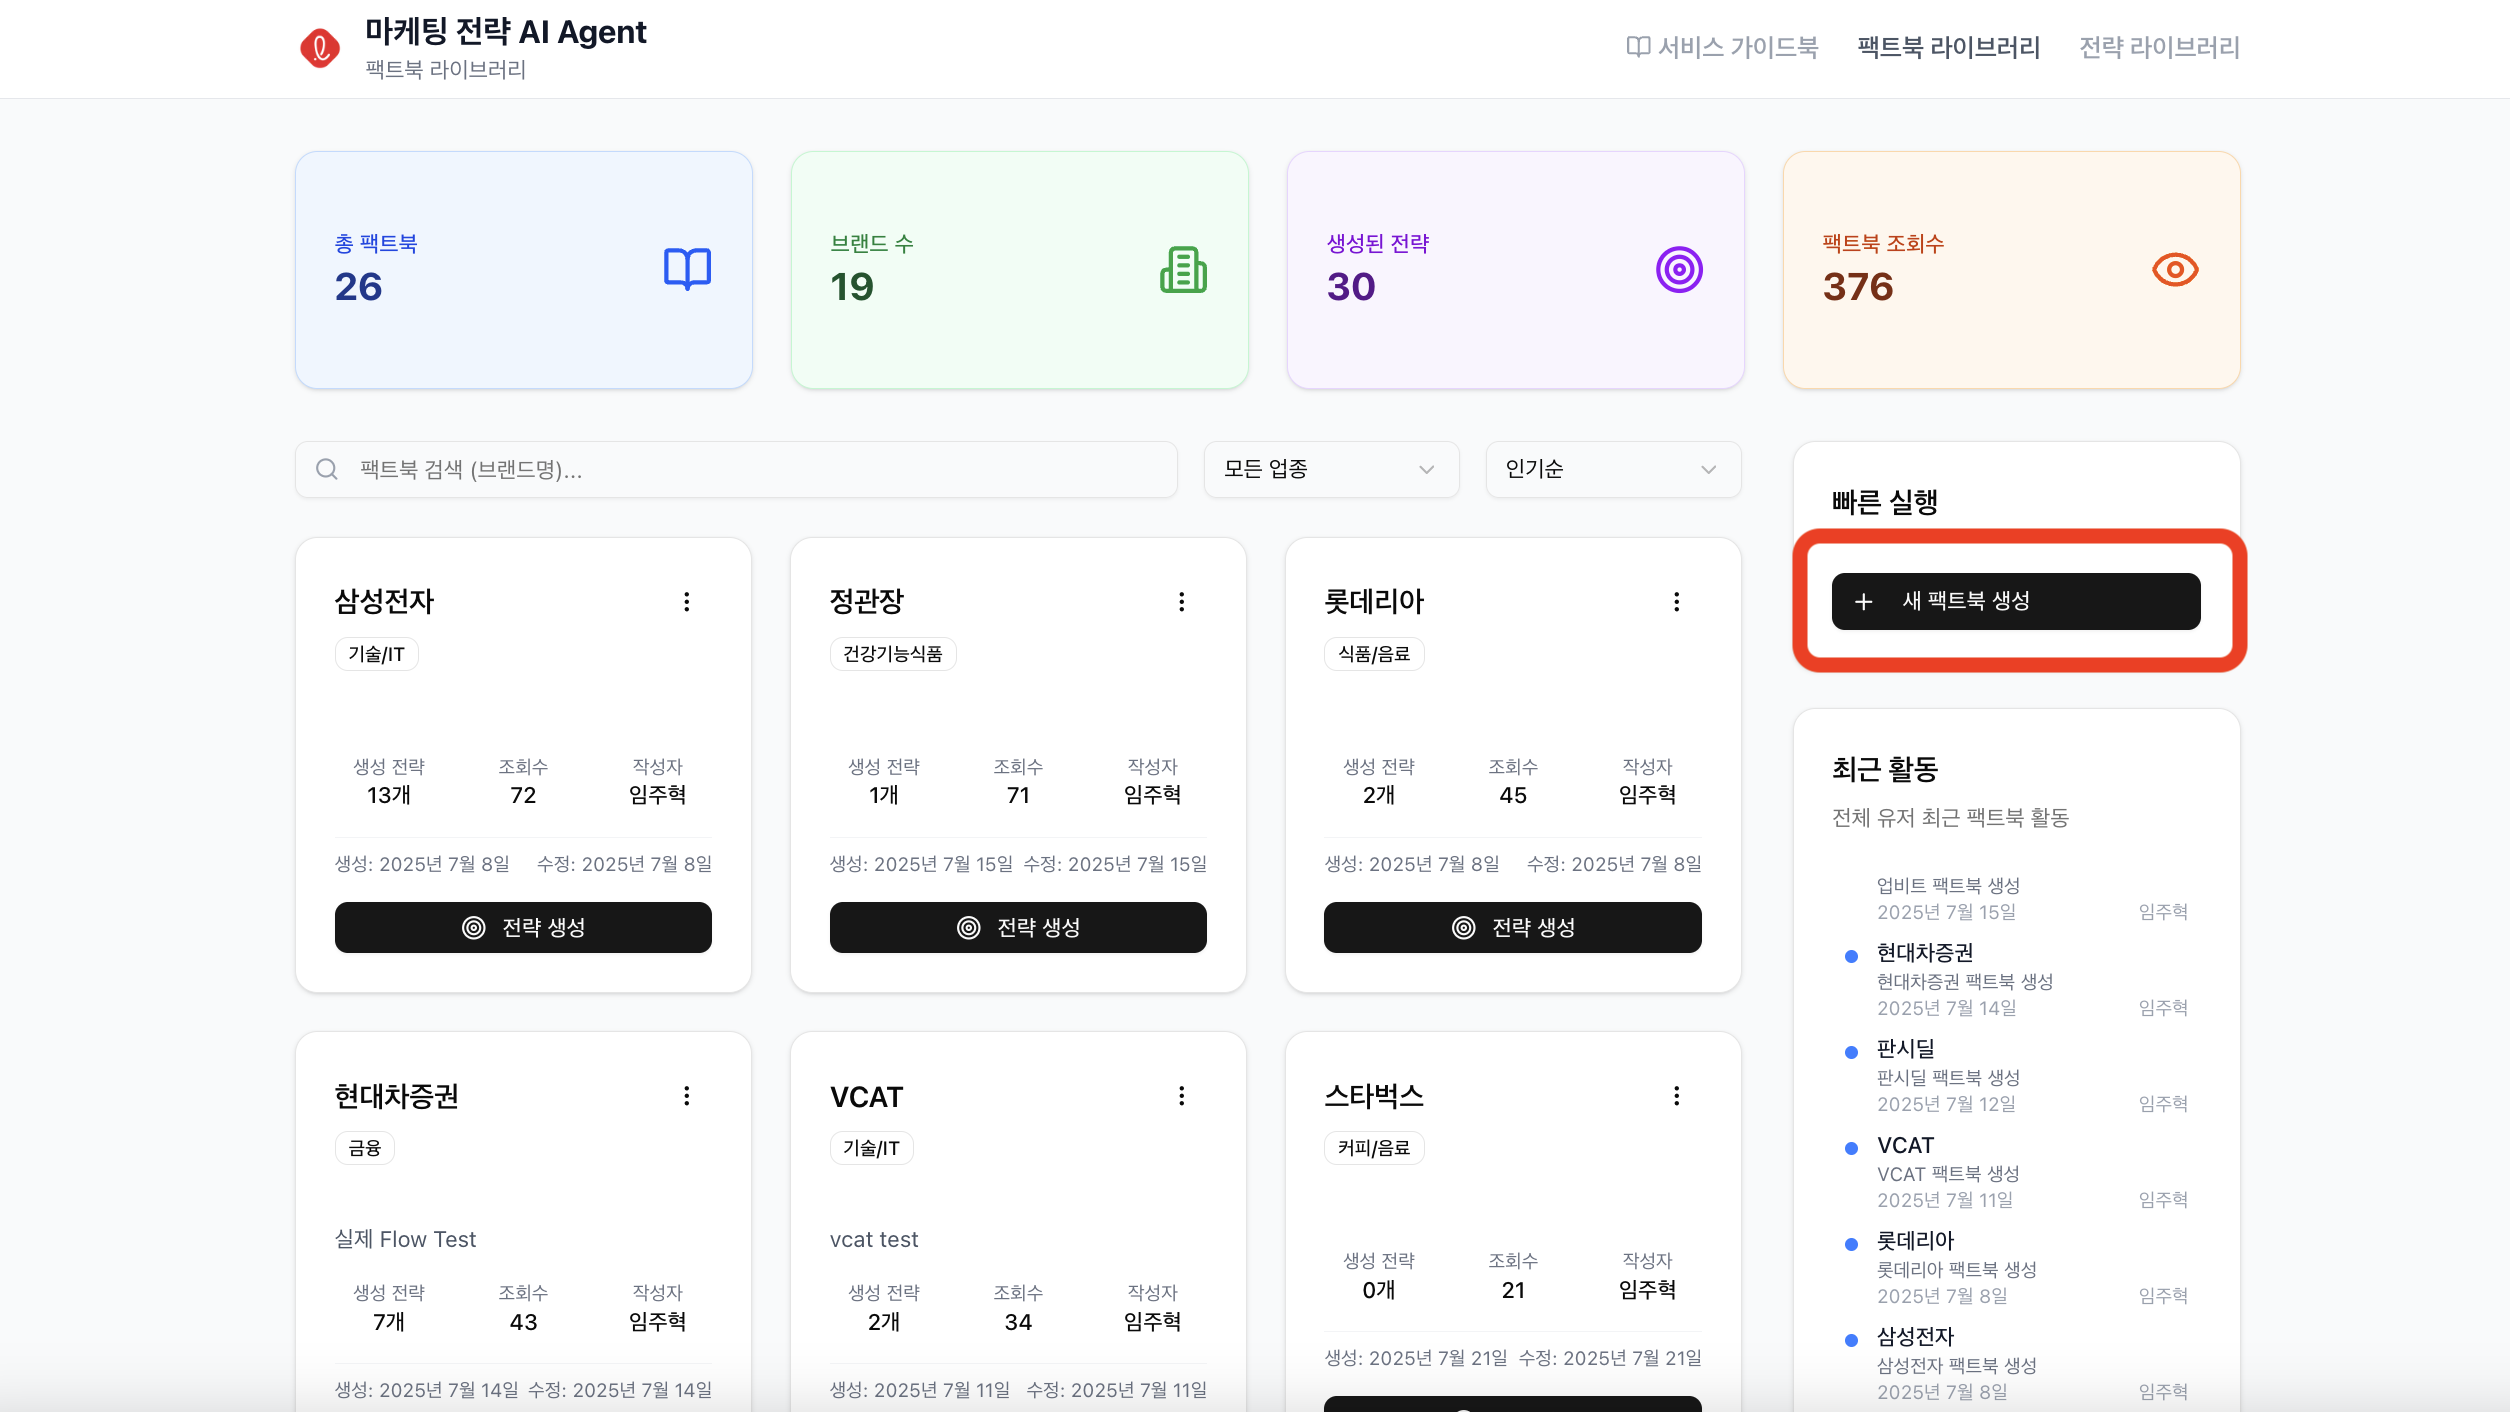 마케팅 전략 AI Agent
팩트북 라이브러리
서비스 가이드북
팩트북 라이브러리
전략 라이브러리
총 팩트북
26
브랜드 수
19
생성된 전략
30
팩트북 조회수
376
팩트북 검색 (브랜드명)...
모든 업종
인기순
삼성전자
기술/IT
생성 전략 조회수 작성자
13개 72 임주혁
생성: 2025년 7월 8일 수정: 2025년 7월 8일
전략 생성
정관장
건강기능식품
생성 전략 조회수 작성자
1개 71 임주혁
생성: 2025년 7월 15일 수정: 2025년 7월 15일
전략 생성
롯데리아
식품/음료
생성 전략 조회수 작성자
2개 45 임주혁
생성: 2025년 7월 8일 수정: 2025년 7월 8일
전략 생성
현대차증권
금융
실제 Flow Test
생성 전략 조회수 작성자
7개 43 임주혁
생성: 2025년 7월 14일 수정: 2025년 7월 14일
VCAT
기술/IT
vcat test
생성 전략 조회수 작성자
2개 34 임주혁
생성: 2025년 7월 11일 수정: 2025년 7월 11일
스타벅스
커피/음료
생성 전략 조회수 작성자
0개 21 임주혁
생성: 2025년 7월 21일 수정: 2025년 7월 21일
빠른 실행
새 팩트북 생성
최근 활동
전체 유저 최근 팩트북 활동
업비트 팩트북 생성
2025년 7월 15일 임주혁
현대차증권
현대차증권 팩트북 생성
2025년 7월 14일 임주혁
판시딜
판시딜 팩트북 생성
2025년 7월 12일 임주혁
VCAT
VCAT 팩트북 생성
2025년 7월 11일 임주혁
롯데리아
롯데리아 팩트북 생성
2025년 7월 8일 임주혁
삼성전자
삼성전자 팩트북 생성
2025년 7월 8일 임주혁